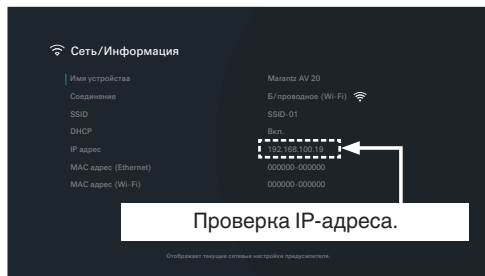 Сеть/Информация
Имя устройства Marantz AV 20
Соединение Б/проводное (Wi-Fi)
SSID SSID-01
DHCP Вкл.
IP адрес 192.168.100.19
MAC адрес (Ethernet) 000000-000000
MAC адрес (Wi-Fi) 000000-000000
Проверка IP-адреса.
Отображает текущие сетевые настройки предусилителя